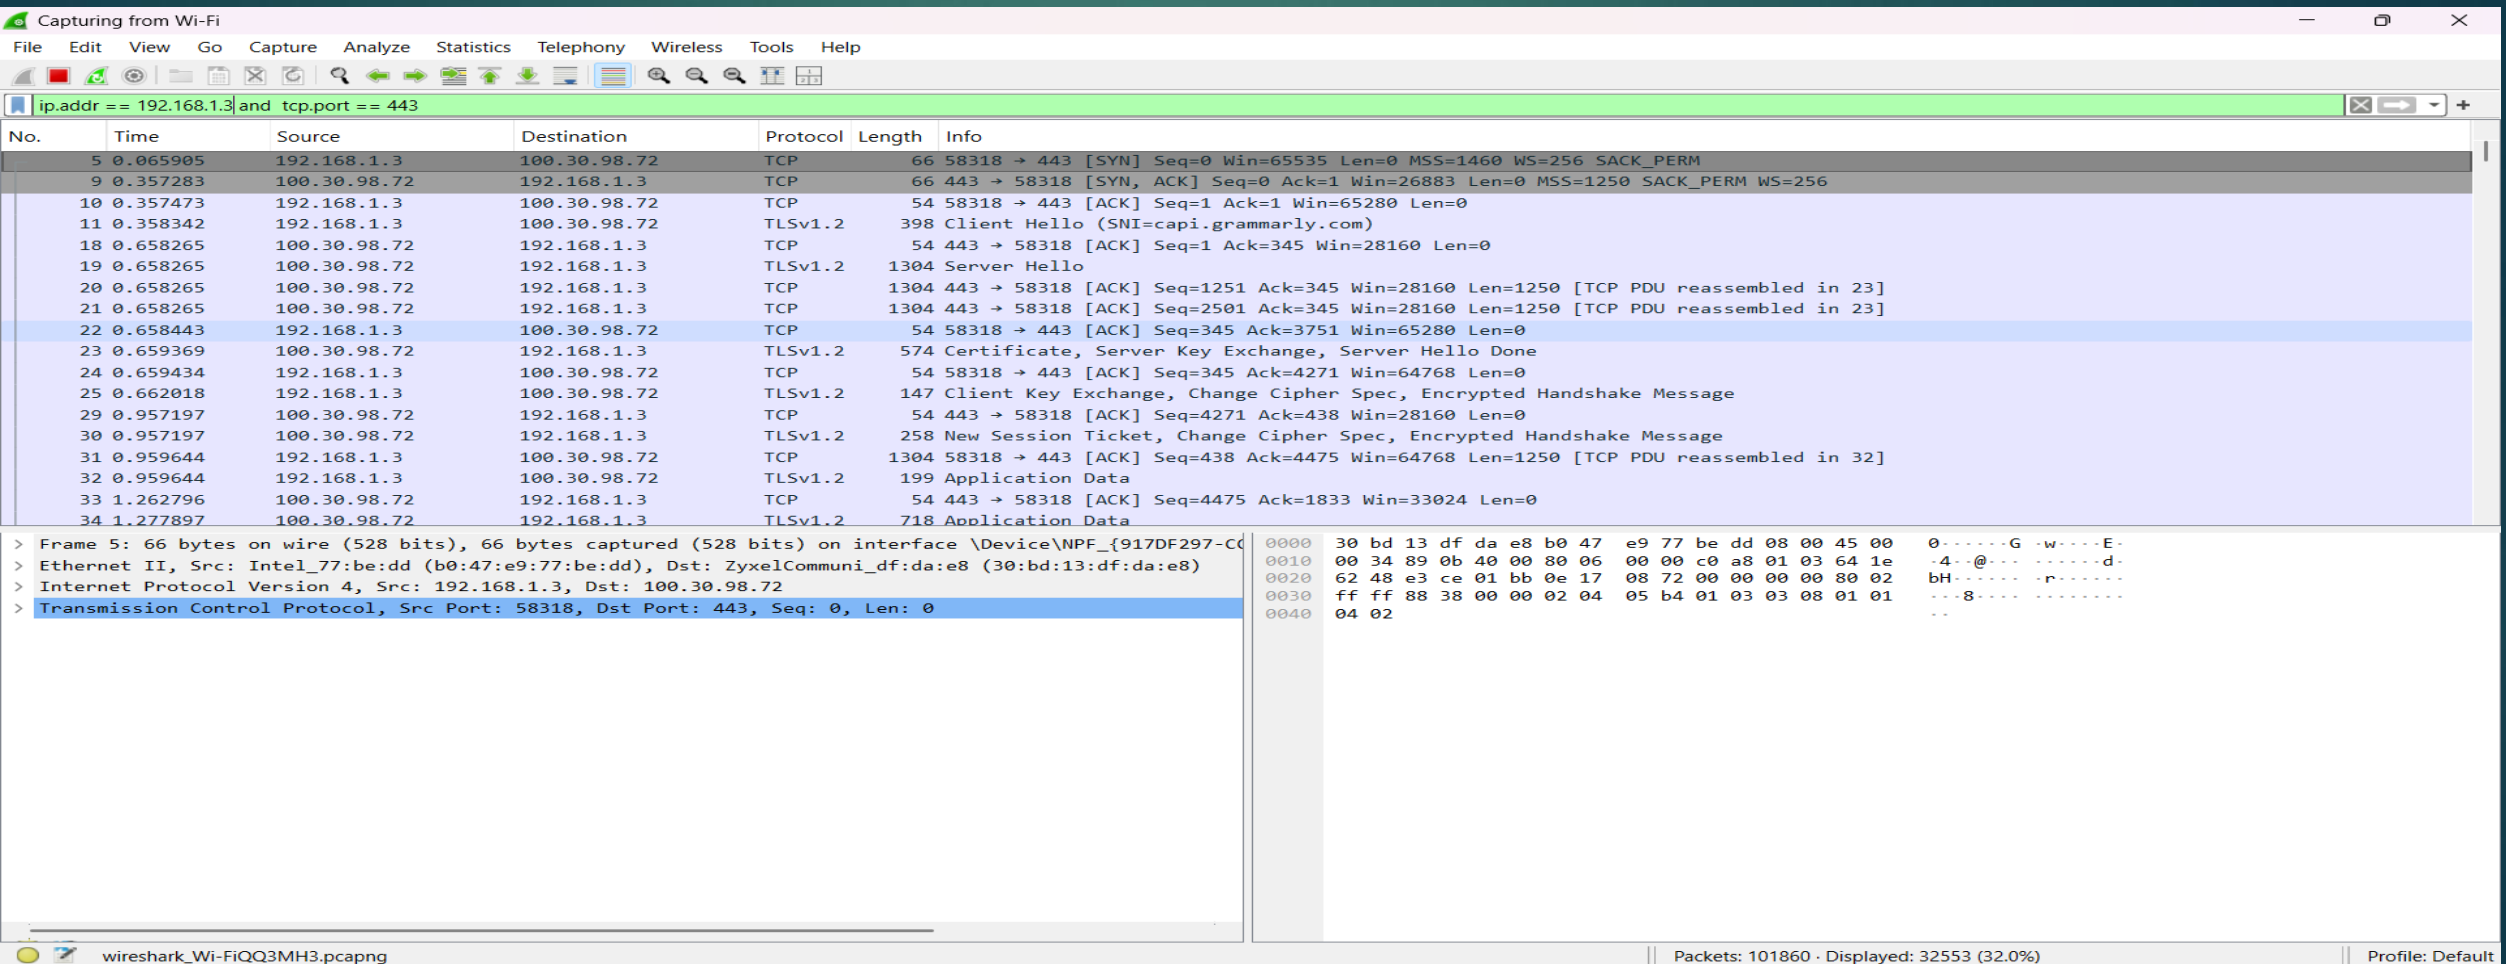 Capturing from Wi-Fi
File Edit View Go Capture Analyze Statistics Telephony Wireless Tools Help
ip.addr == 192.168.1.3 and  tcp.port == 443
No. Time Source Destination Protocol Length Info
5 0.065905 192.168.1.3 100.30.98.72 TCP 66 58318 → 443 [SYN] Seq=0 Win=65535 Len=0 MSS=1460 WS=256 SACK_PERM
9 0.357283 100.30.98.72 192.168.1.3 TCP 66 443 → 58318 [SYN, ACK] Seq=0 Ack=1 Win=26883 Len=0 MSS=1250 SACK_PERM WS=256
10 0.357473 192.168.1.3 100.30.98.72 TCP 54 58318 → 443 [ACK] Seq=1 Ack=1 Win=65280 Len=0
11 0.358342 192.168.1.3 100.30.98.72 TLSv1.2 398 Client Hello (SNI=capi.grammarly.com)
18 0.658265 100.30.98.72 192.168.1.3 TCP 54 443 → 58318 [ACK] Seq=1 Ack=345 Win=28160 Len=0
19 0.658265 100.30.98.72 192.168.1.3 TLSv1.2 1304 Server Hello
20 0.658265 100.30.98.72 192.168.1.3 TCP 1304 443 → 58318 [ACK] Seq=1251 Ack=345 Win=28160 Len=1250 [TCP PDU reassembled in 23]
21 0.658265 100.30.98.72 192.168.1.3 TCP 1304 443 → 58318 [ACK] Seq=2501 Ack=345 Win=28160 Len=1250 [TCP PDU reassembled in 23]
22 0.658443 192.168.1.3 100.30.98.72 TCP 54 58318 → 443 [ACK] Seq=345 Ack=3751 Win=65280 Len=0
23 0.659369 100.30.98.72 192.168.1.3 TLSv1.2 574 Certificate, Server Key Exchange, Server Hello Done
24 0.659434 192.168.1.3 100.30.98.72 TCP 54 58318 → 443 [ACK] Seq=345 Ack=4271 Win=64768 Len=0
25 0.662018 192.168.1.3 100.30.98.72 TLSv1.2 147 Client Key Exchange, Change Cipher Spec, Encrypted Handshake Message
29 0.957197 100.30.98.72 192.168.1.3 TCP 54 443 → 58318 [ACK] Seq=4271 Ack=438 Win=28160 Len=0
30 0.957197 100.30.98.72 192.168.1.3 TLSv1.2 258 New Session Ticket, Change Cipher Spec, Encrypted Handshake Message
31 0.959644 192.168.1.3 100.30.98.72 TCP 1304 58318 → 443 [ACK] Seq=438 Ack=4475 Win=64768 Len=1250 [TCP PDU reassembled in 32]
32 0.959644 192.168.1.3 100.30.98.72 TLSv1.2 199 Application Data
33 1.262796 100.30.98.72 192.168.1.3 TCP 54 443 → 58318 [ACK] Seq=4475 Ack=1833 Win=33024 Len=0
34 1.277897 100.30.98.72 192.168.1.3 TLSv1.2 718 Application Data
> Frame 5: 66 bytes on wire (528 bits), 66 bytes captured (528 bits) on interface \Device\NPF_{917DF297-C
> Ethernet II, Src: Intel_77:be:dd (b0:47:e9:77:be:dd), Dst: ZyxelCommuni_df:da:e8 (30:bd:13:df:da:e8)
> Internet Protocol Version 4, Src: 192.168.1.3, Dst: 100.30.98.72
> Transmission Control Protocol, Src Port: 58318, Dst Port: 443, Seq: 0, Len: 0
0000 30 bd 13 df da e8 b0 47 e9 77 be dd 08 00 45 00 0······G ·w····E·
0010 00 34 89 0b 40 00 80 06 00 00 c0 a8 01 03 64 1e ·4··@··· ······d·
0020 62 48 e3 ce 01 bb 0e 17 08 72 00 00 00 00 80 02 bH······ ·r······
0030 ff ff 88 38 00 00 02 04 05 b4 01 03 03 08 01 01 ···8···· ········
0040 04 02 ··
wireshark_Wi-FiQQ3MH3.pcapng
Packets: 101860 · Displayed: 32553 (32.0%)
Profile: Default